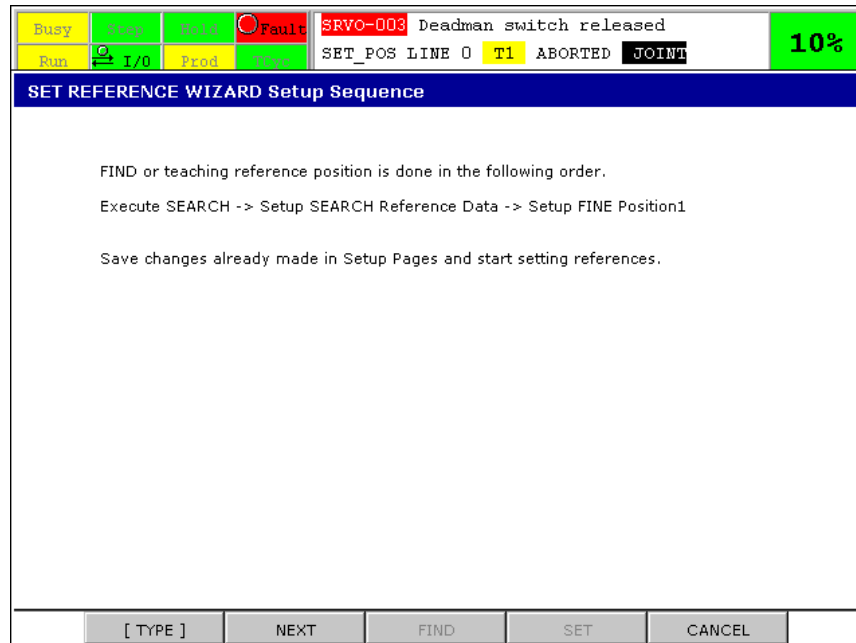 Busy Step Hold Fault SRVO-003 Deadman switch released
Run I/O Prod TCyc SET_POS LINE 0 T1 ABORTED JOINT
10%
SET REFERENCE WIZARD Setup Sequence
FIND or teaching reference position is done in the following order.
Execute SEARCH -> Setup SEARCH Reference Data -> Setup FINE Position1
Save changes already made in Setup Pages and start setting references.
[ TYPE ] NEXT FIND SET CANCEL